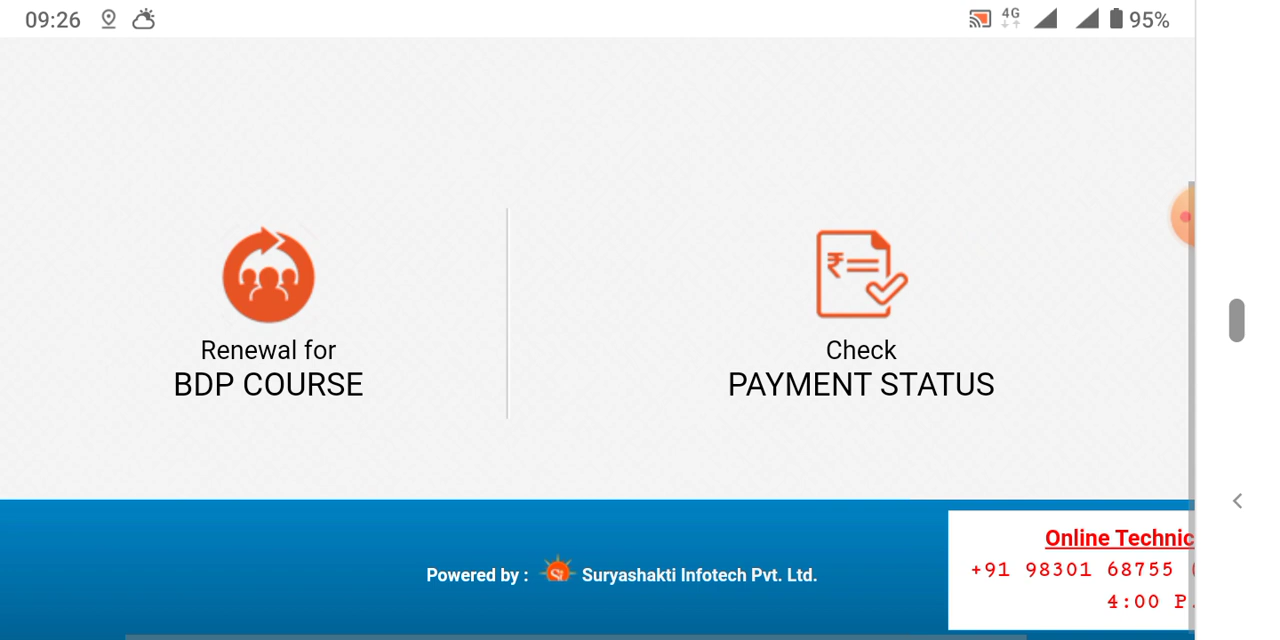 09:26
4G
95%
Renewal for
BDP COURSE
Check
PAYMENT STATUS
Powered by : Suryashakti Infotech Pvt. Ltd.
Online Technic
+91 98301 68755 (
4:00 P.